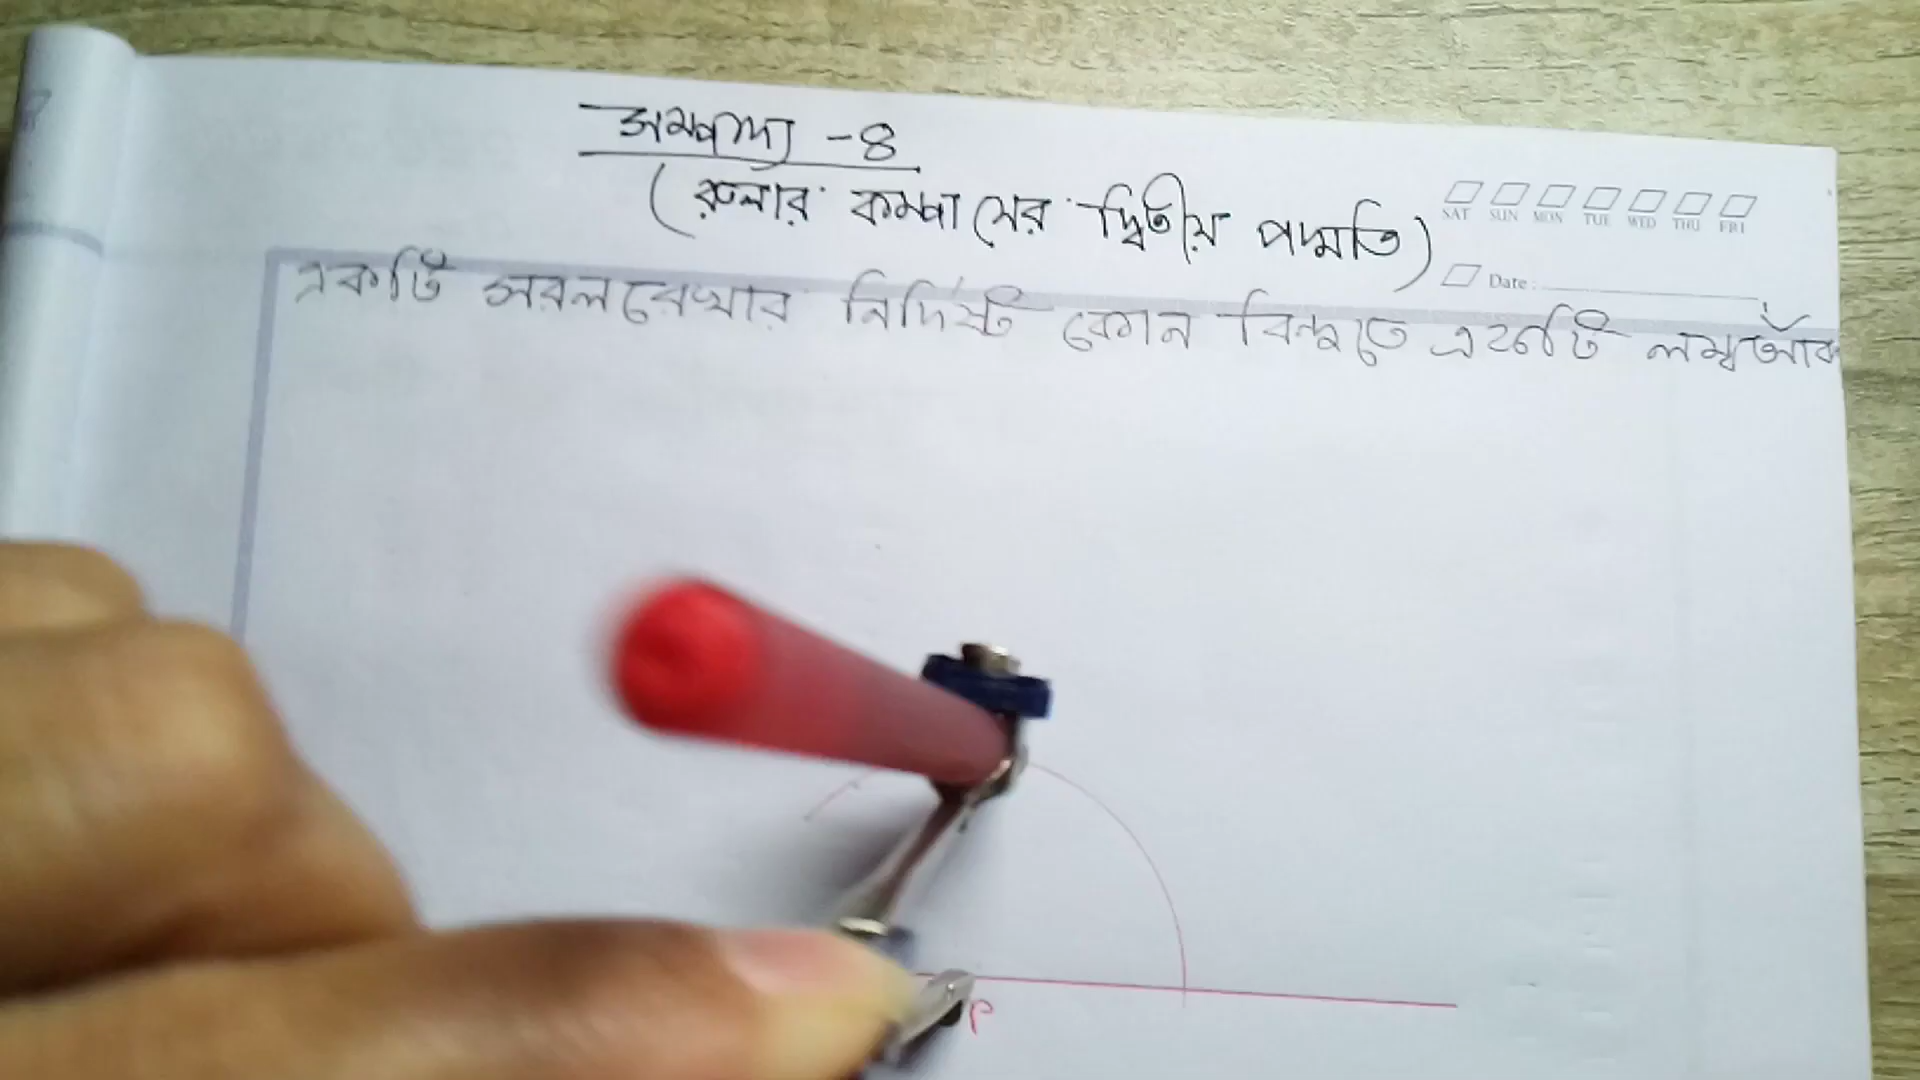 সম্পাদ্য -৪
(রুলার কম্পাসের দ্বিতীয় পদ্ধতি)
SAT SUN MON TUE WED THU FRI
Date:
একটি সরলরেখার নির্দিষ্ট কোন বিন্দুতে একটি লম্ব আঁক
P